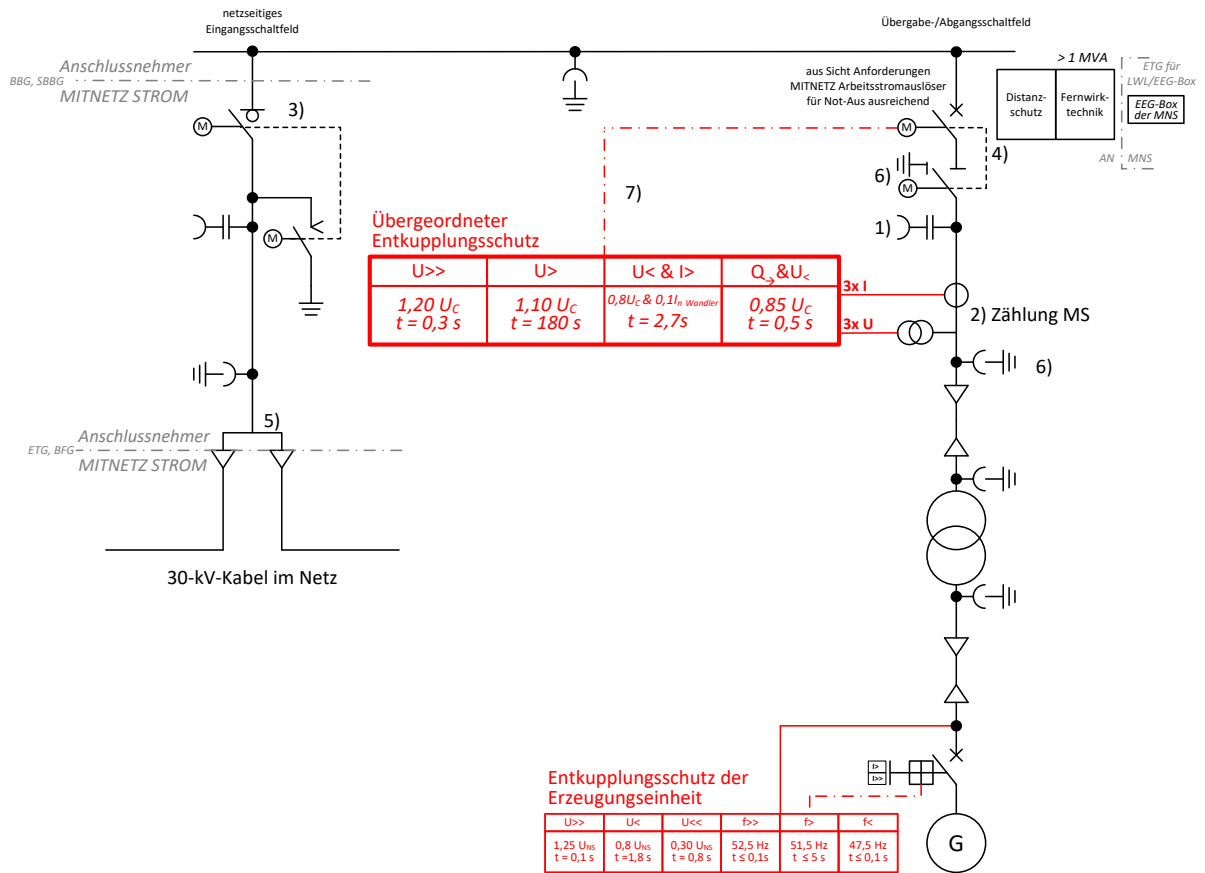 netzseitiges
Eingangsschaltfeld
Übergabe-/Abgangsschaltfeld
Anschlussnehmer
BBG, SBBG
MITNETZ STROM
aus Sicht Anforderungen
MITNETZ Arbeitsstromauslöser
für Not-Aus ausreichend
> 1 MVA
Distanz-
schutz
Fernwirk-
technik
ETG für
LWL/EEG-Box
EEG-Box
der MNS
AN
MNS
M
3)
M
4)
6)
M
7)
1)
M
Übergeordneter
Entkupplungsschutz
U>> U> U< & I> Q→&U<
1,20 UC 1,10 UC 0,8UC & 0,1In Wandler 0,85 UC
t = 0,3 s t = 180 s t = 2,7s t = 0,5 s
3x I
3x U
2) Zählung MS
6)
5)
Anschlussnehmer
ETG, BFG
MITNETZ STROM
30-kV-Kabel im Netz
I>
I>>
Entkupplungsschutz der
Erzeugungseinheit
U>> U< U<< f>> f> f<
1,25 UNS 0,8 UNS 0,30 UNS 52,5 Hz 51,5 Hz 47,5 Hz
t = 0,1 s t =1,8 s t = 0,8 s t ≤ 0,1s t ≤ 5 s t ≤ 0,1 s
G